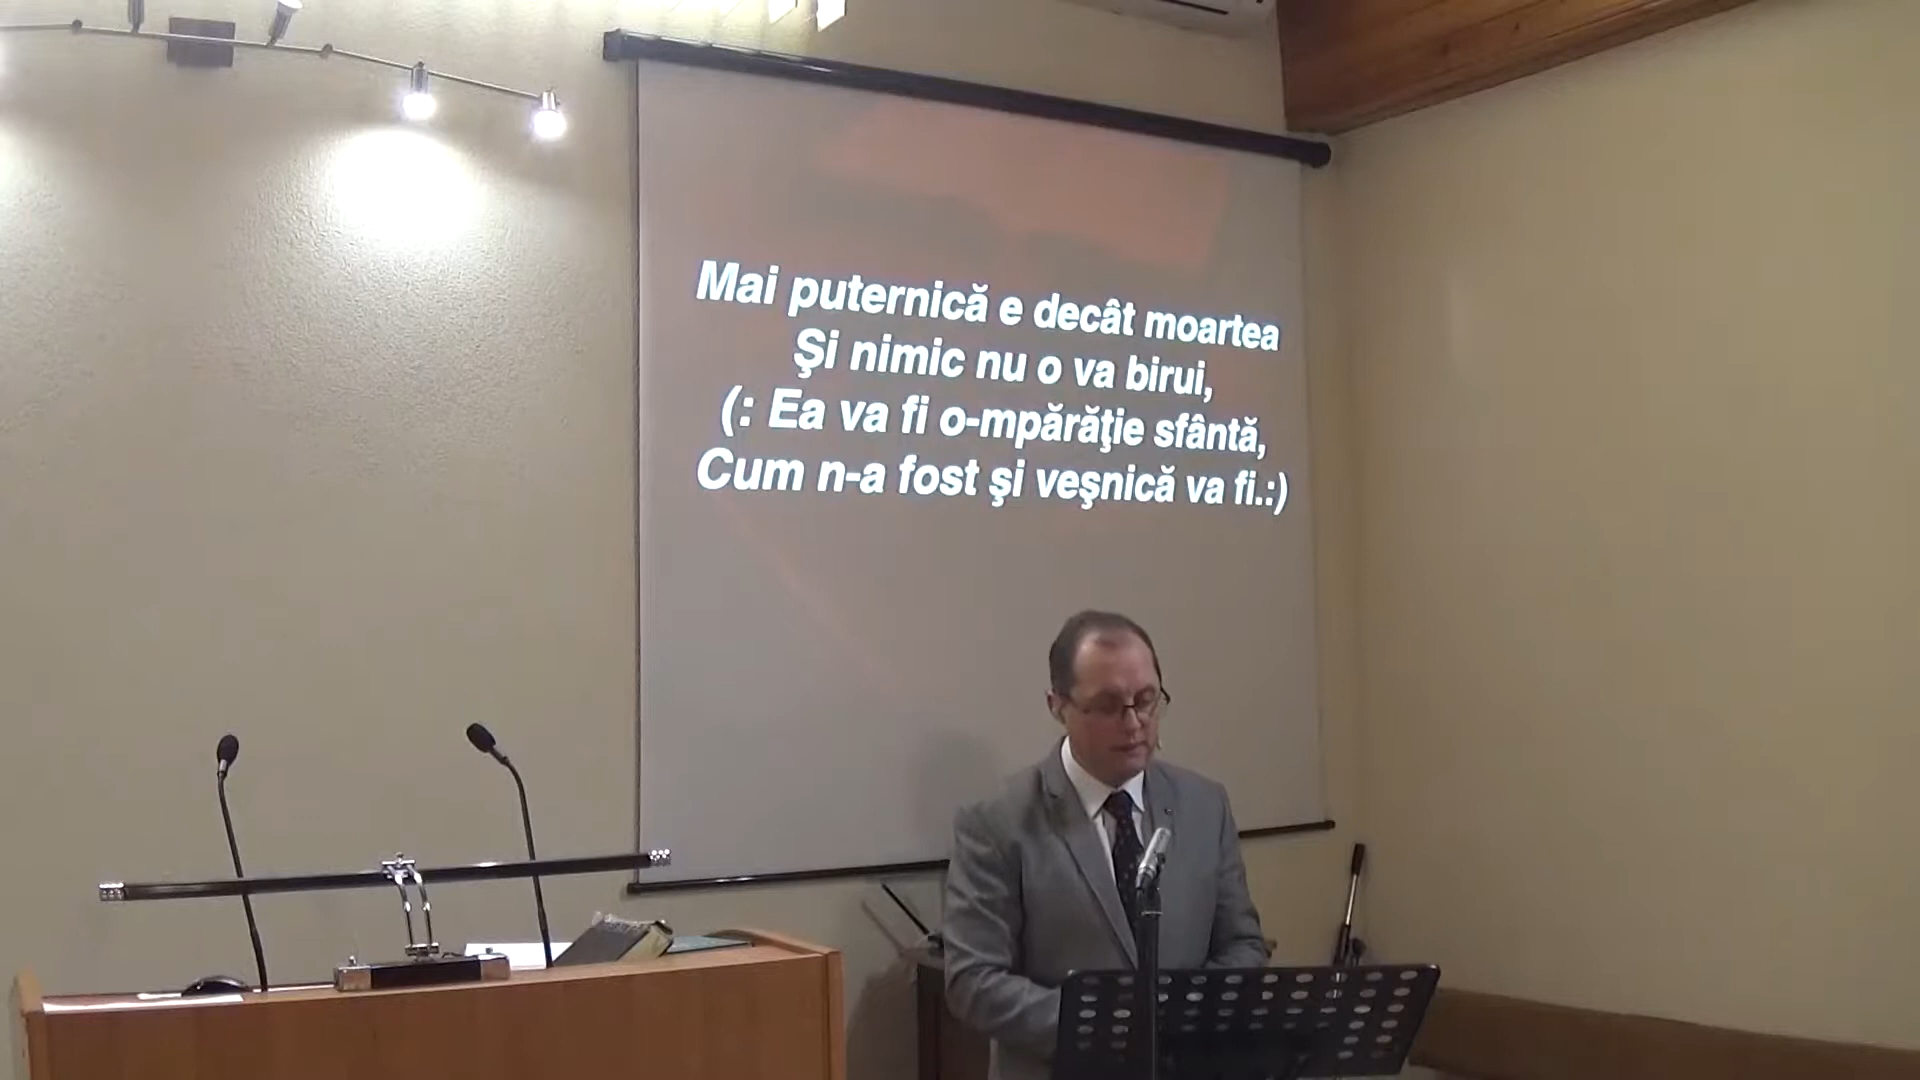 Mai puternică e decât moartea
Şi nimic nu o va birui,
(: Ea va fi o-mpărăţie sfântă,
Cum n-a fost şi veşnică va fi.:)